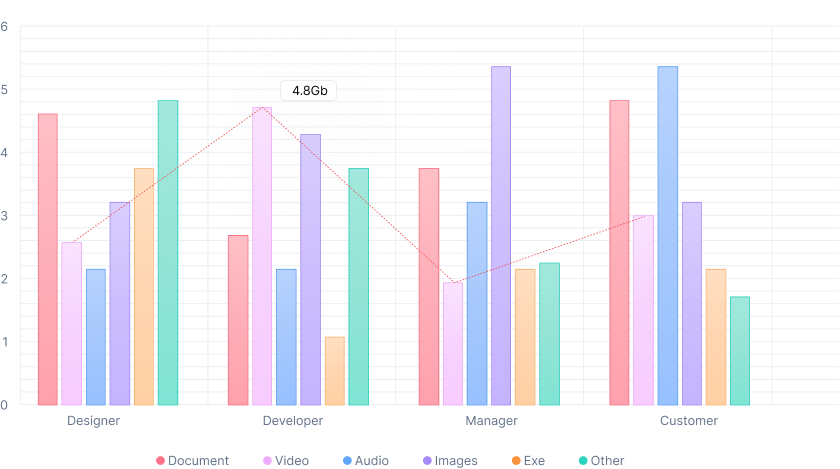 6
5
4.8Gb
4
3
2
1
0
Designer Developer Manager Customer
Document Video Audio Images Exe Other